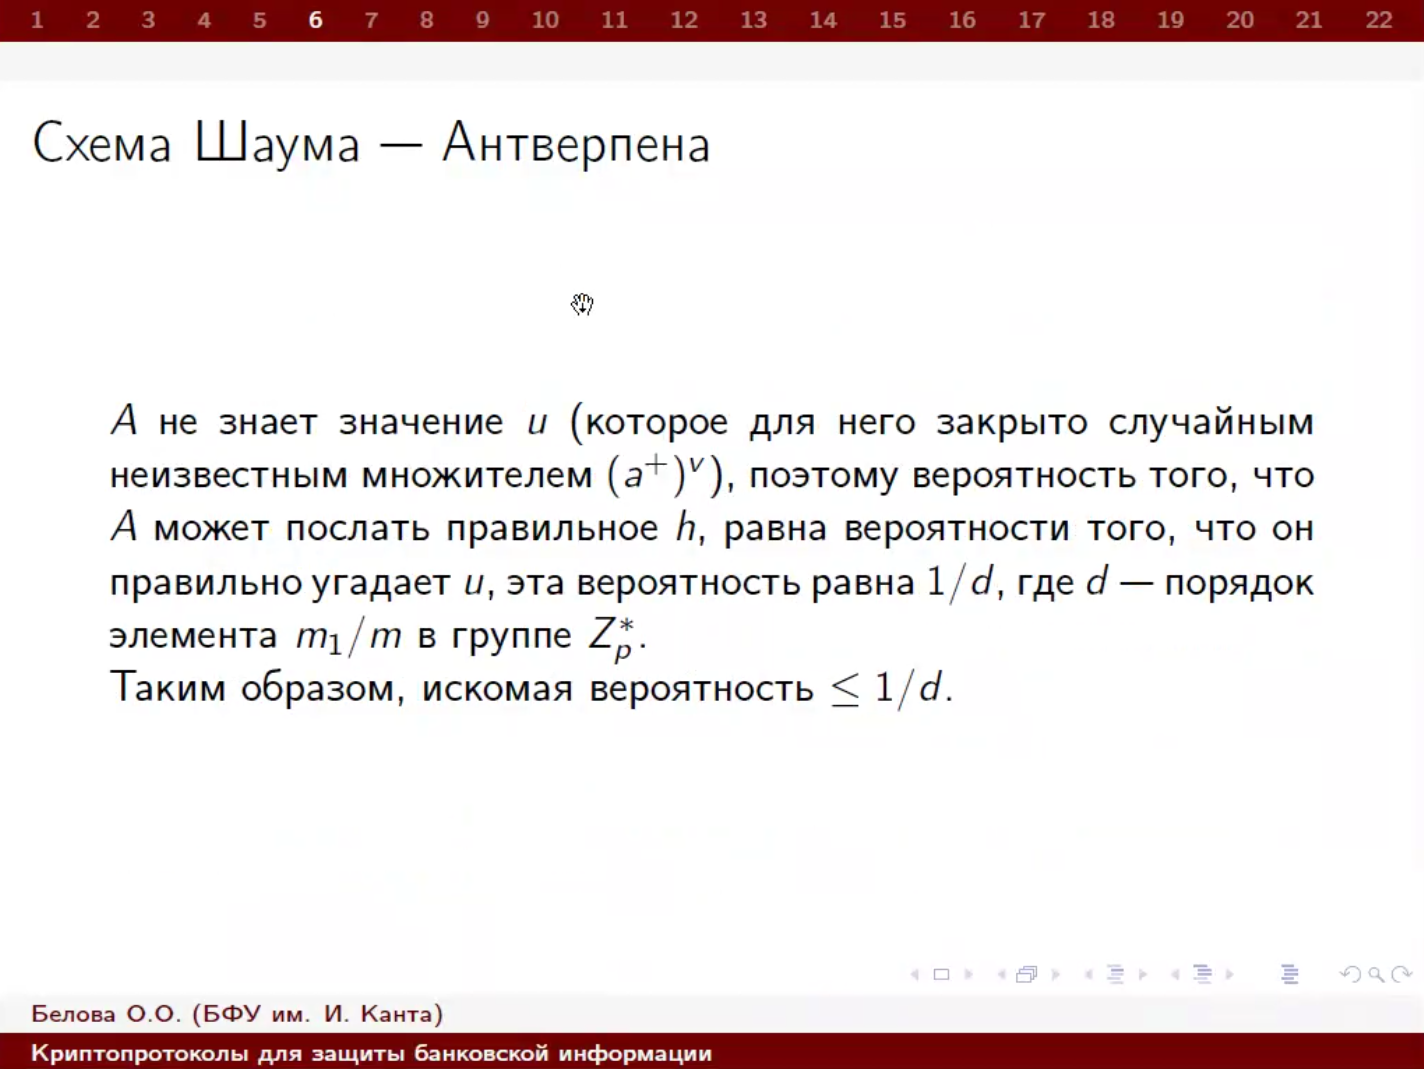 1 2 3 4 5 6 7 8 9 10 11 12 13 14 15 16 17 18 19 20 21 22
Схема Шаума — Антверпена
A не знает значение u (которое для него закрыто случайным
неизвестным множителем (a⁺)ᵛ), поэтому вероятность того, что
A может послать правильное h, равна вероятности того, что он
правильно угадает u, эта вероятность равна 1/d, где d — порядок
элемента m₁/m в группе Z*ₚ.
Таким образом, искомая вероятность ≤ 1/d.
Белова О.О. (БФУ им. И. Канта)
Криптопротоколы для защиты банковской информации